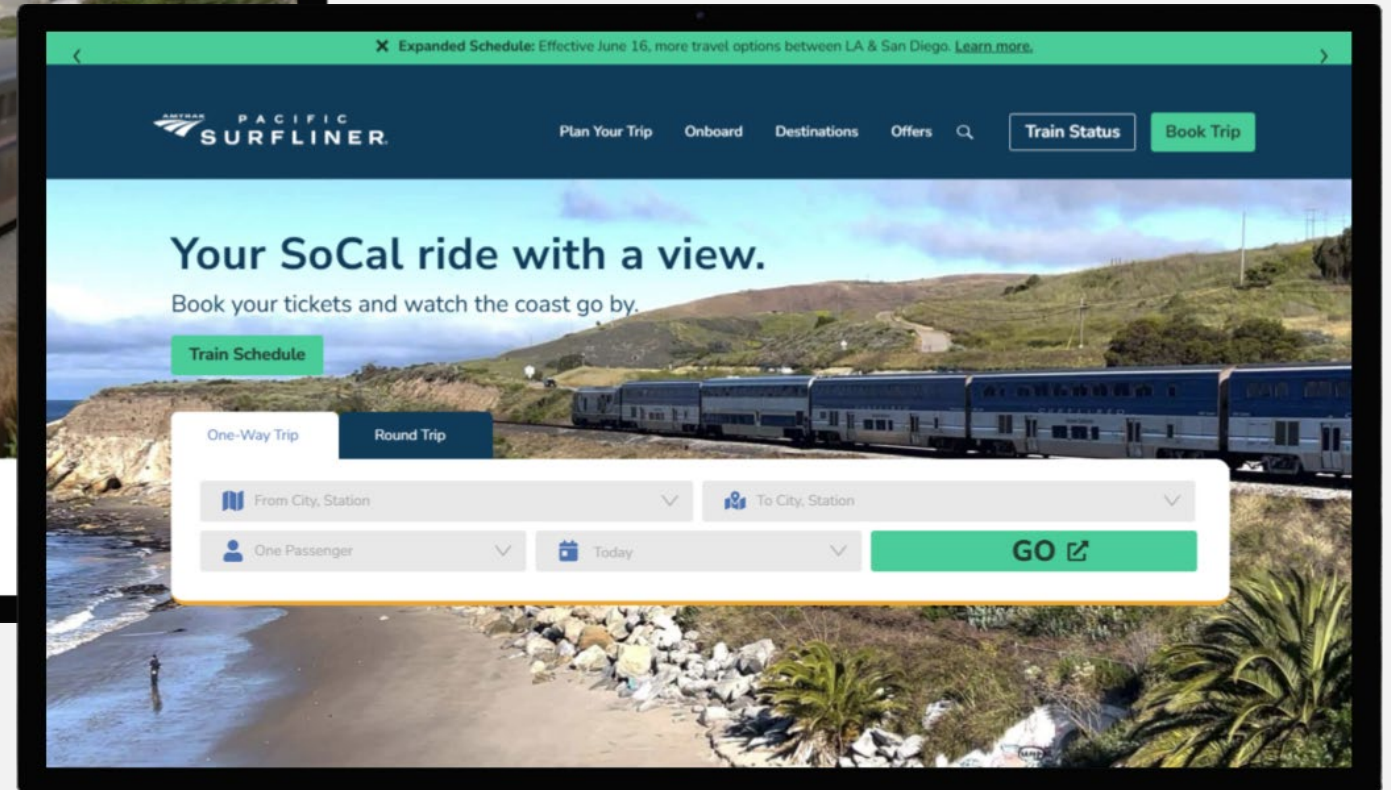 ✕ Expanded Schedule: Effective June 16, more travel options between LA & San Diego. Learn more.
AMTRAK
PACIFIC
SURFLINER
Plan Your Trip
Onboard
Destinations
Offers
Train Status
Book Trip
Your SoCal ride with a view.
Book your tickets and watch the coast go by.
Train Schedule
One-Way Trip
Round Trip
From City, Station
To City, Station
One Passenger
Today
GO